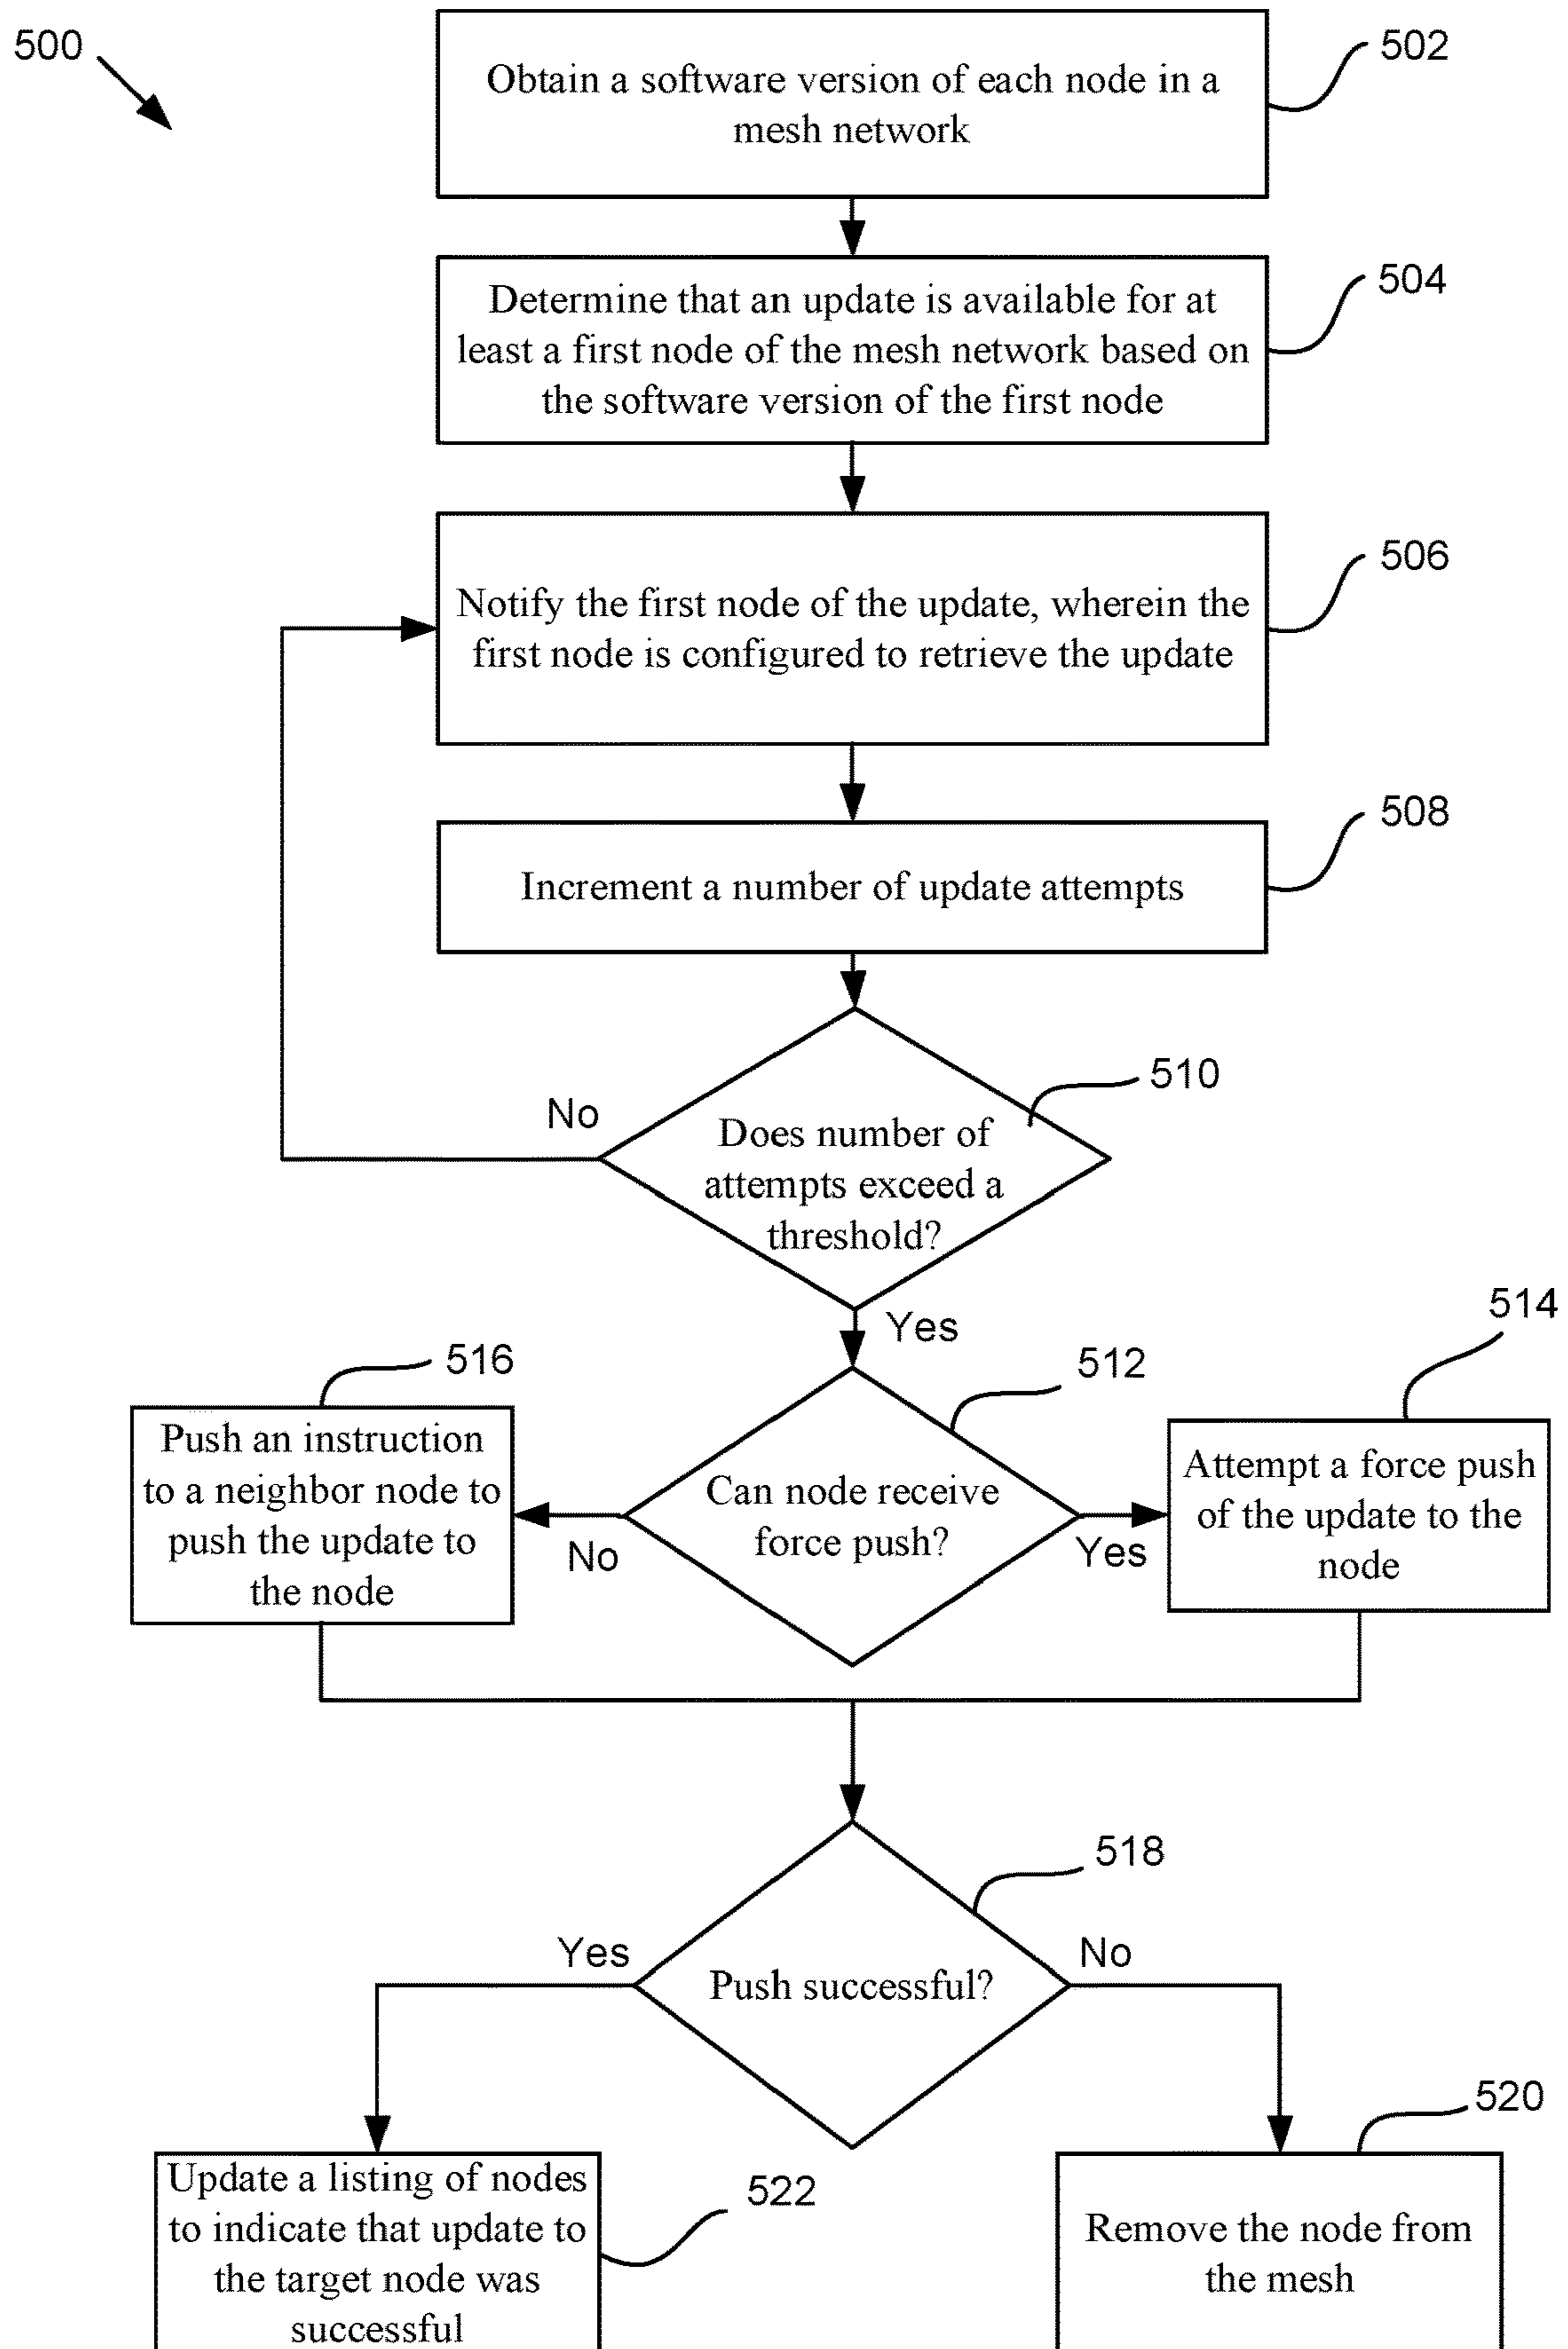 500
502
Obtain a software version of each node in a
mesh network
504
Determine that an update is available for at
least a first node of the mesh network based on
the software version of the first node
506
Notify the first node of the update, wherein the
first node is configured to retrieve the update
508
Increment a number of update attempts
510
No
Does number of
attempts exceed a
threshold?
Yes
514
516
512
Push an instruction
to a neighbor node to
push the update to
the node
No
Can node receive
force push?
Yes
Attempt a force push
of the update to the
node
518
Yes
No
Push successful?
520
522
Update a listing of nodes
to indicate that update to
the target node was
successful
Remove the node from
the mesh